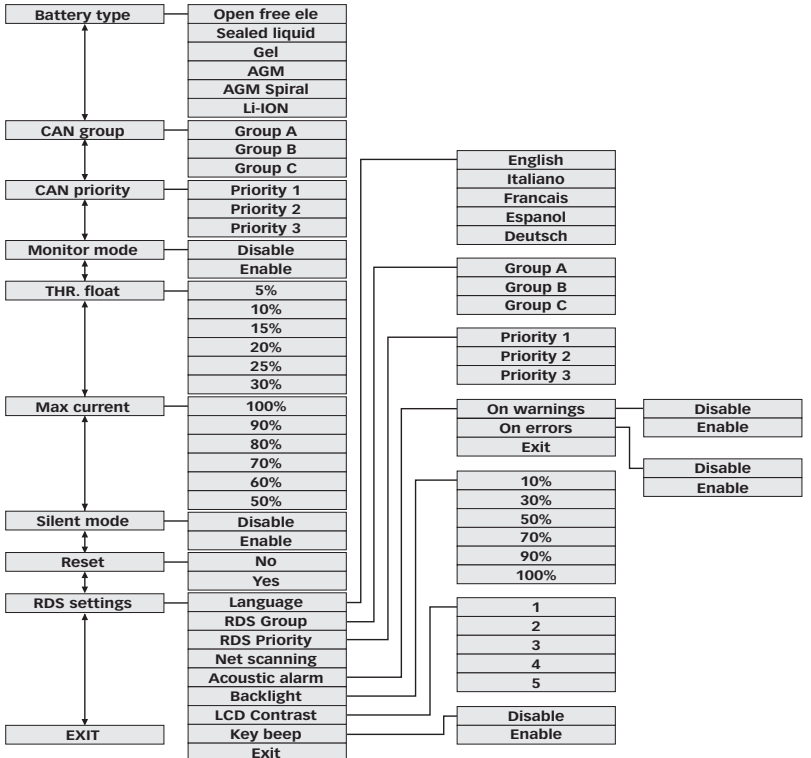 Battery type
Open free ele
Sealed liquid
Gel
AGM
AGM Spiral
Li-ION
CAN group
Group A
Group B
Group C
CAN priority
Priority 1
Priority 2
Priority 3
Monitor mode
Disable
Enable
THR. float
5%
10%
15%
20%
25%
30%
Max current
100%
90%
80%
70%
60%
50%
Silent mode
Disable
Enable
Reset
No
Yes
RDS settings
Language
RDS Group
RDS Priority
Net scanning
Acoustic alarm
Backlight
LCD Contrast
Key beep
Exit
EXIT
English
Italiano
Francais
Espanol
Deutsch
Group A
Group B
Group C
Priority 1
Priority 2
Priority 3
On warnings
On errors
Exit
Disable
Enable
Disable
Enable
10%
30%
50%
70%
90%
100%
1
2
3
4
5
Disable
Enable